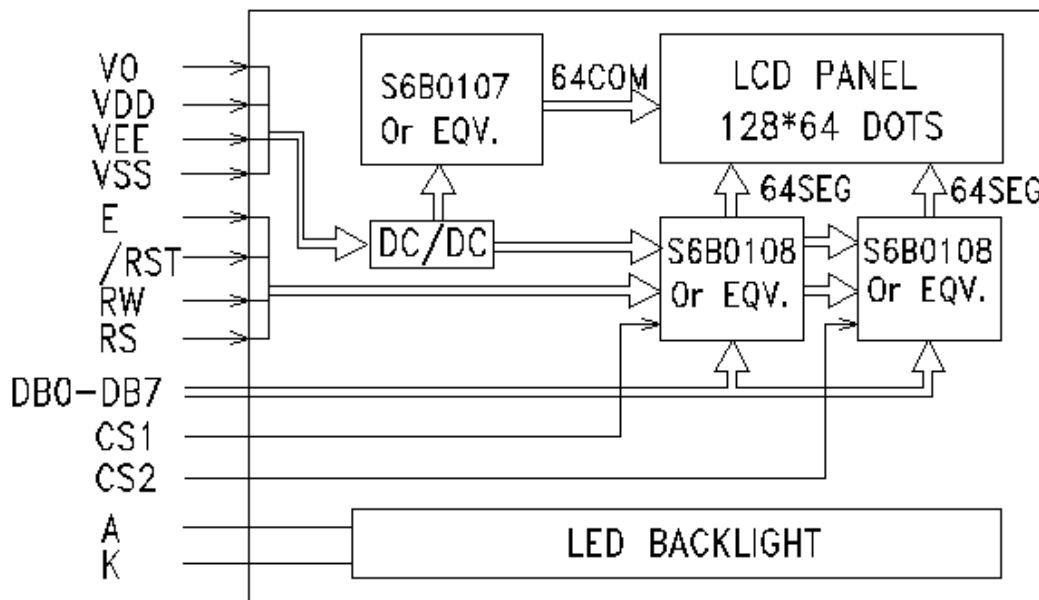 V0
VDD
VEE
VSS
E
/RST
RW
RS
DB0-DB7
CS1
CS2
A
K
S6B0107
Or EQV.
64COM
LCD PANEL
128*64 DOTS
64SEG
64SEG
DC/DC
S6B0108
Or EQV.
S6B0108
Or EQV.
LED BACKLIGHT